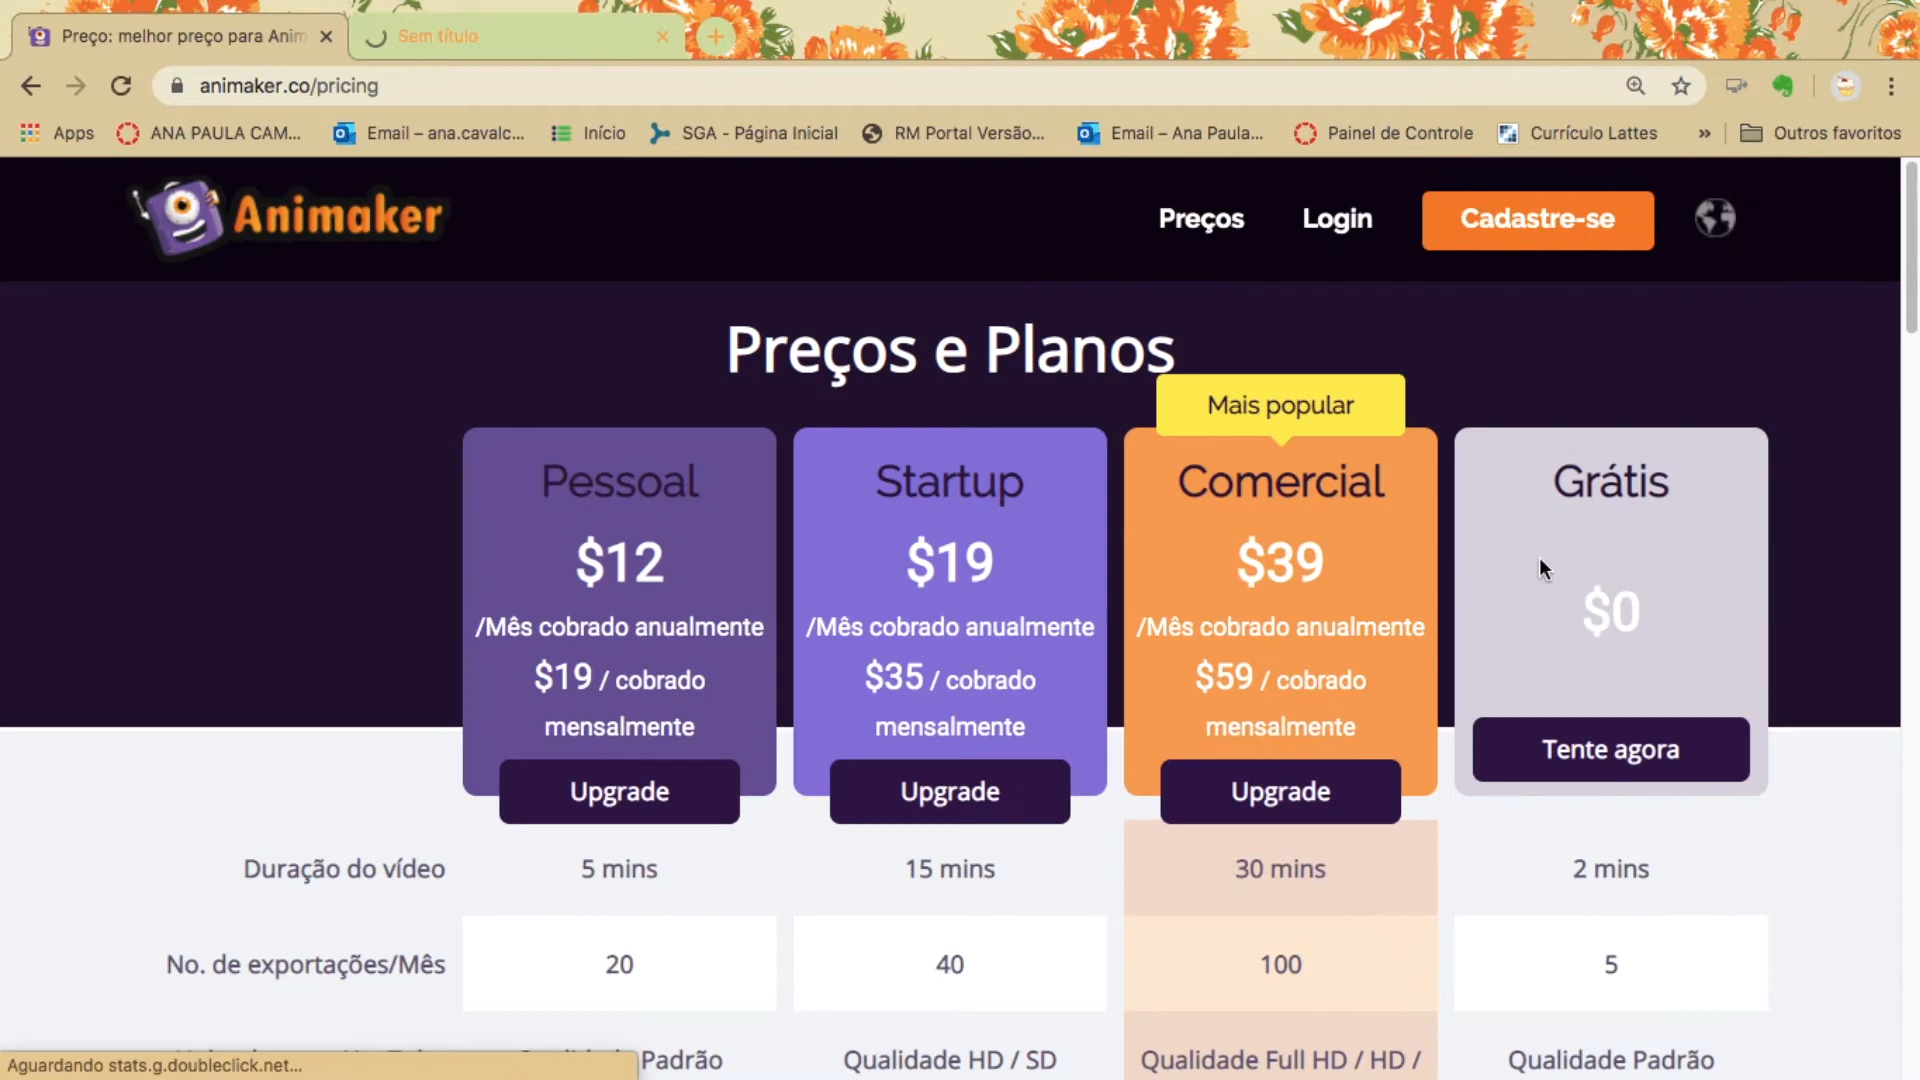 Preço: melhor preço para Anim
Sem título
animaker.co/pricing
Apps
ANA PAULA CAM...
Email – ana.cavalc...
Início
SGA - Página Inicial
RM Portal Versão...
Email – Ana Paula...
Painel de Controle
Currículo Lattes
»
Outros favoritos
Animaker
Preços
Login
Cadastre-se
Preços e Planos
Mais popular
Pessoal
Startup
Comercial
Grátis
$12
$19
$39
$0
/Mês cobrado anualmente
/Mês cobrado anualmente
/Mês cobrado anualmente
$19 / cobrado
mensalmente
$35 / cobrado
mensalmente
$59 / cobrado
mensalmente
Upgrade
Upgrade
Upgrade
Tente agora
Duração do vídeo
5 mins
15 mins
30 mins
2 mins
No. de exportações/Mês
20
40
100
5
Padrão
Qualidade HD / SD
Qualidade Full HD / HD /
Qualidade Padrão
Aguardando stats.g.doubleclick.net...